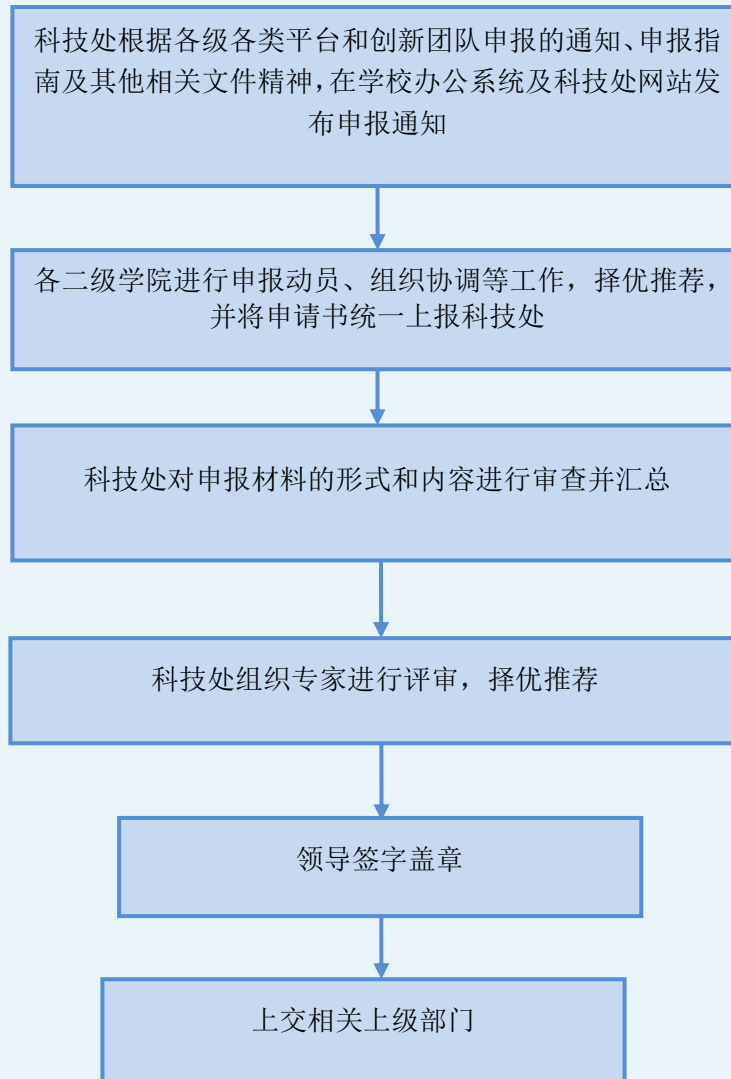 科技处根据各级各类平台和创新团队申报的通知、申报指
南及其他相关文件精神,在学校办公系统及科技处网站发
布申报通知
各二级学院进行申报动员、组织协调等工作，择优推荐，
并将申请书统一上报科技处
科技处对申报材料的形式和内容进行审查并汇总
科技处组织专家进行评审，择优推荐
领导签字盖章
上交相关上级部门